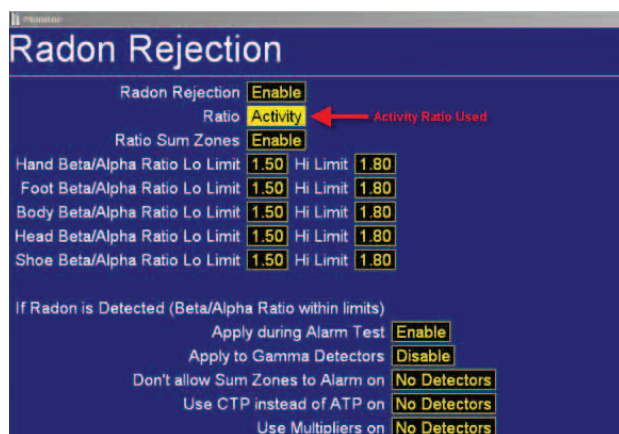 Monitor
Radon Rejection
Radon Rejection Enable
Ratio Activity Activity Ratio Used
Ratio Sum Zones Enable
Hand Beta/Alpha Ratio Lo Limit 1.50 Hi Limit 1.80
Foot Beta/Alpha Ratio Lo Limit 1.50 Hi Limit 1.80
Body Beta/Alpha Ratio Lo Limit 1.50 Hi Limit 1.80
Head Beta/Alpha Ratio Lo Limit 1.50 Hi Limit 1.80
Shoe Beta/Alpha Ratio Lo Limit 1.50 Hi Limit 1.80
If Radon is Detected (Beta/Alpha Ratio within limits)
Apply during Alarm Test Enable
Apply to Gamma Detectors Disable
Don't allow Sum Zones to Alarm on No Detectors
Use CTP instead of ATP on No Detectors
Use Multipliers on No Detectors